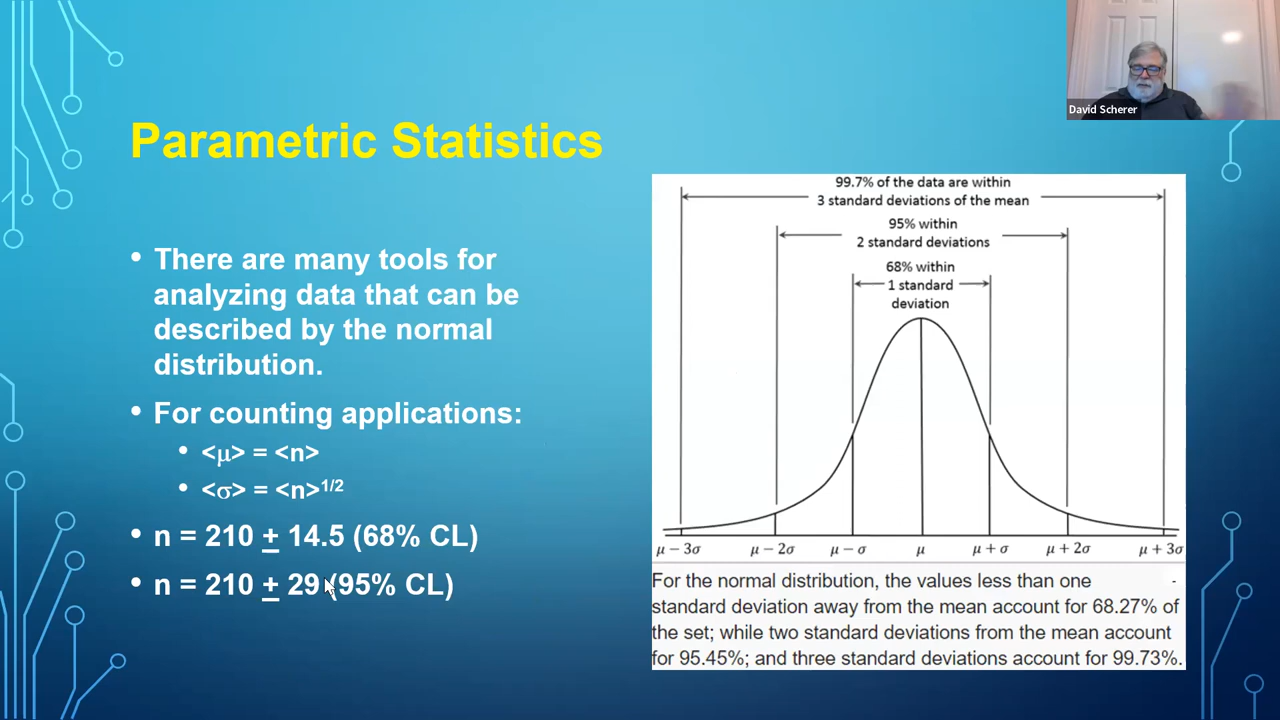 David Scherer
Parametric Statistics
• There are many tools for
analyzing data that can be
described by the normal
distribution.
• For counting applications:
• <μ> = <n>
• <σ> = <n>1/2
• n = 210 ± 14.5 (68% CL)
• n = 210 ± 29 (95% CL)
99.7% of the data are within
3 standard deviations of the mean
95% within
2 standard deviations
68% within
1 standard
deviation
μ − 3σ μ − 2σ μ − σ μ μ + σ μ + 2σ μ + 3σ
For the normal distribution, the values less than one
standard deviation away from the mean account for 68.27% of
the set; while two standard deviations from the mean account
for 95.45%; and three standard deviations account for 99.73%.